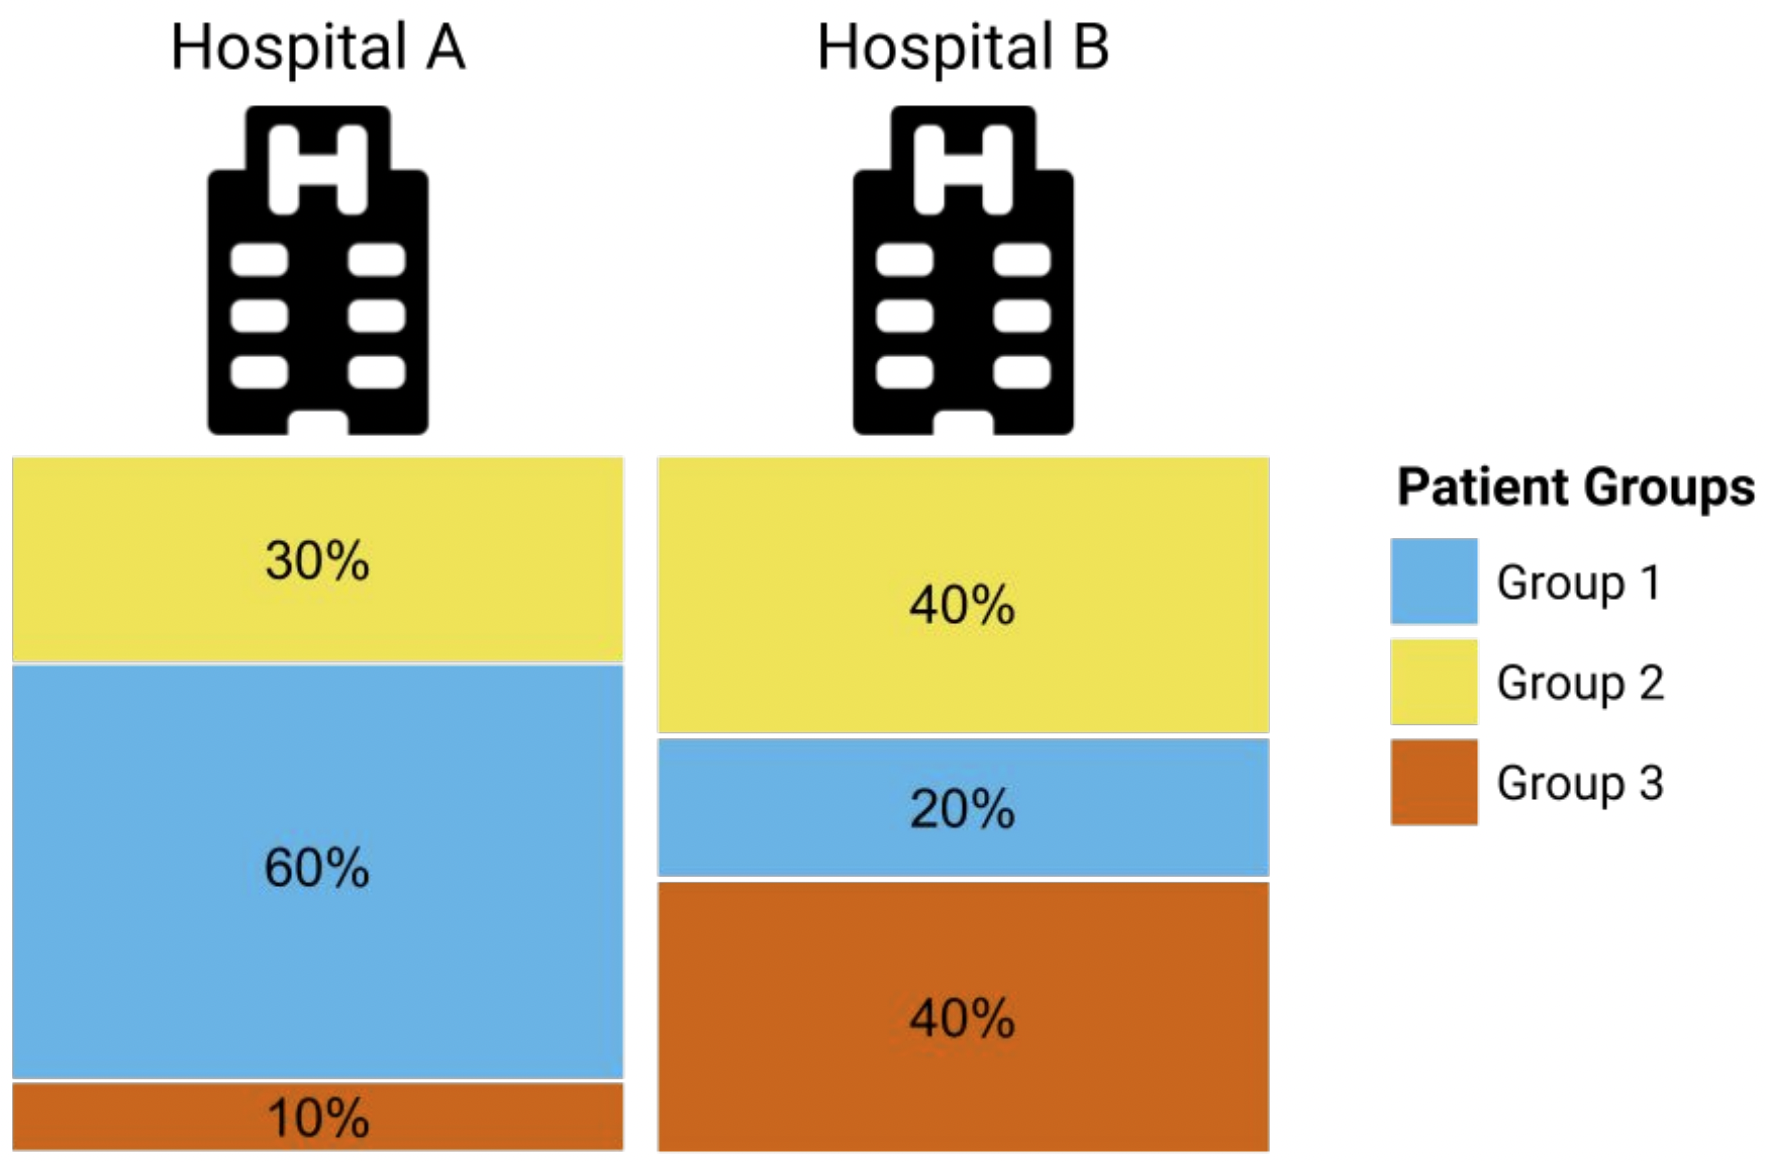 Hospital A
Hospital B
H
H
30%
60%
10%
40%
20%
40%
Patient Groups
Group 1
Group 2
Group 3